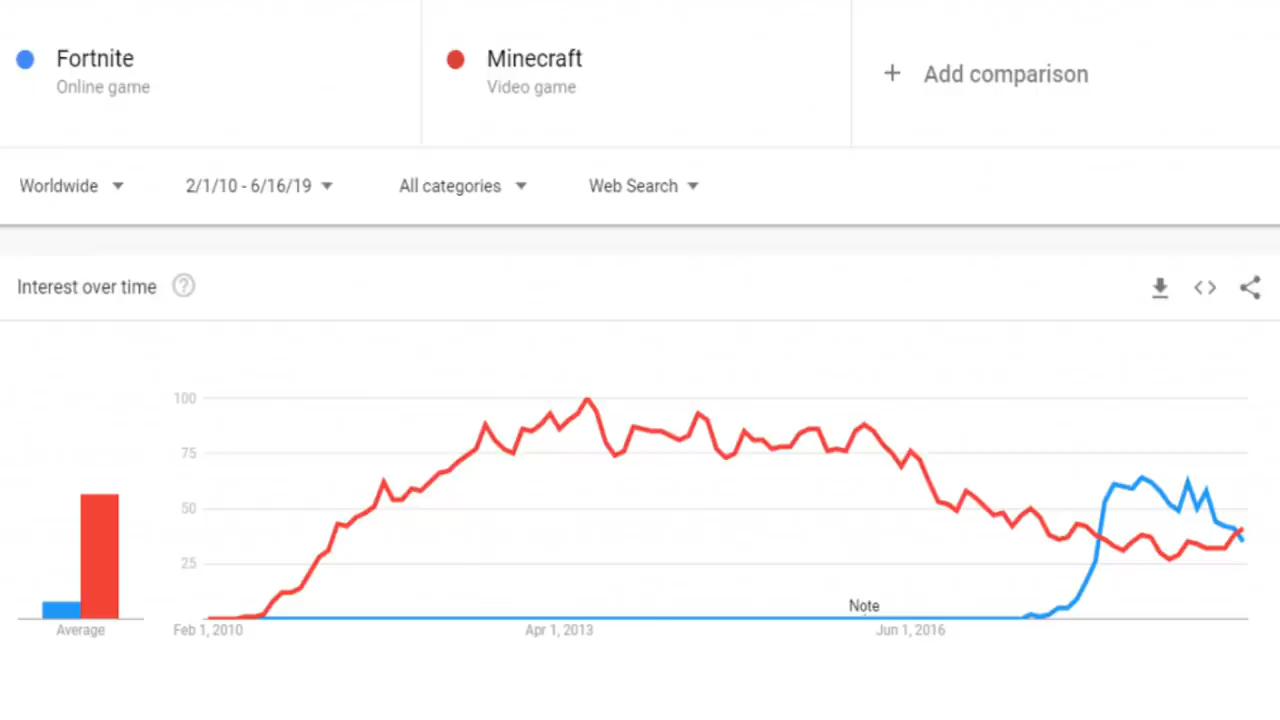 Fortnite
Online game
Minecraft
Video game
+ Add comparison
Worldwide
2/1/10 - 6/16/19
All categories
Web Search
Interest over time ?
100
75
50
25
Note
Average
Feb 1, 2010
Apr 1, 2013
Jun 1, 2016